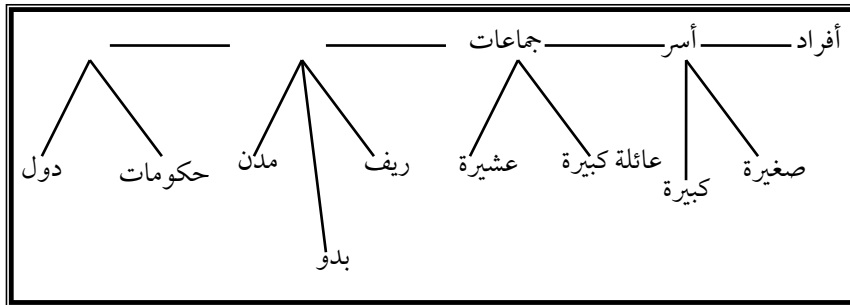 أفراد أسر جماعات
صغيرة كبيرة عائلة كبيرة عشيرة ريف مدن حكومات دول
بدو